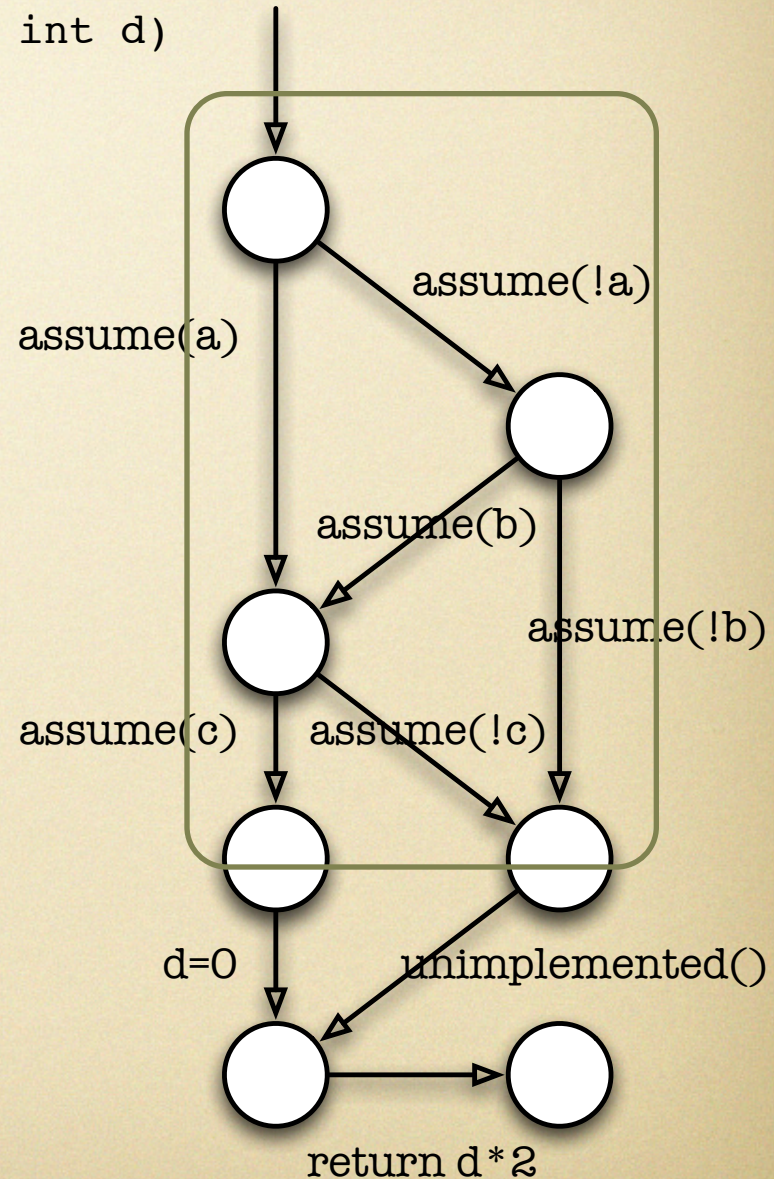 int d)
assume(!a)
assume(a)
assume(b)
assume(!b)
assume(c)
assume(!c)
d=0
unimplemented()
return d*2